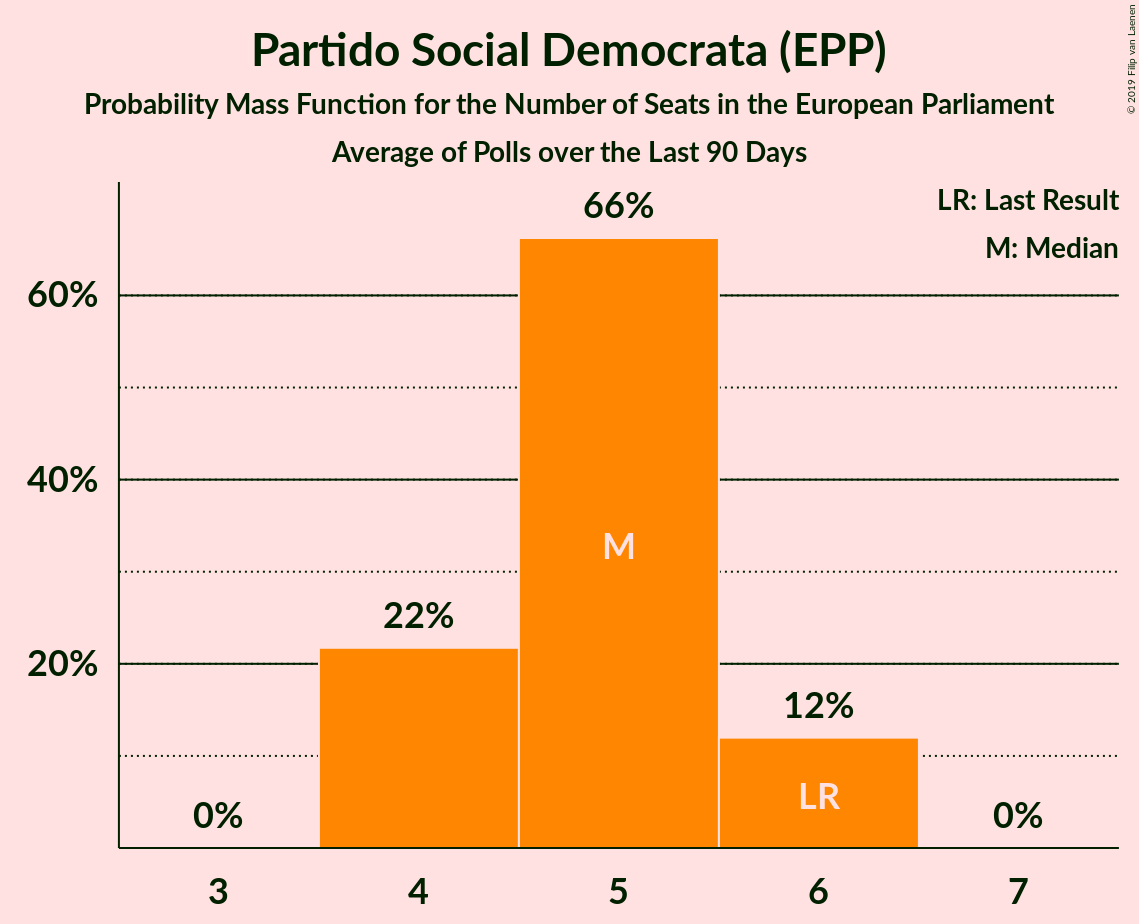 Partido Social Democrata (EPP)
Probability Mass Function for the Number of Seats in the European Parliament
Average of Polls over the Last 90 Days
© 2019 Filip van Laenen
LR: Last Result
M: Median
66%
60%
40%
M
22%
20%
12%
LR
0%
0%
3 4 5 6 7